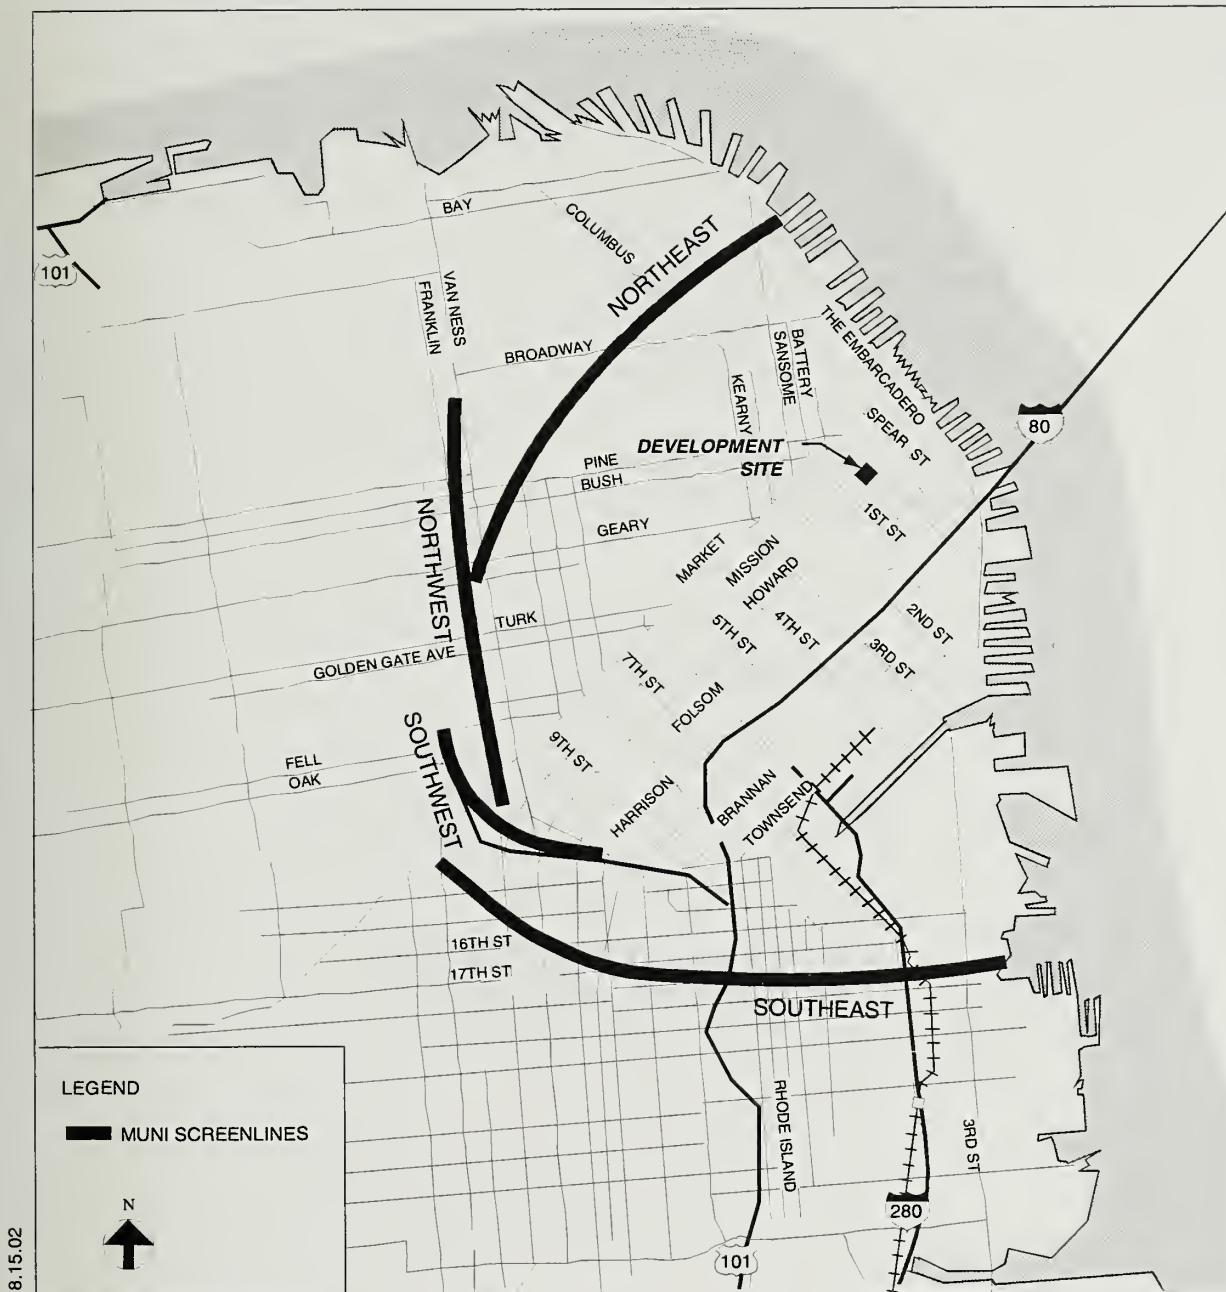 BAY
COLUMBUS
NORTHEAST
101
VAN NESS
FRANKLIN
BROADWAY
THE EMBARCADERO
BATTERY
SANSOME
KEARNY
SPEAR ST
80
DEVELOPMENT
SITE
PINE
BUSH
1ST ST
NORTHWEST
GEARY
MARKET
MISSION
HOWARD
TURK
5TH ST
4TH ST
2ND ST
3RD ST
GOLDEN GATE AVE
7TH ST
FOLSOM
SOUTHWEST
9TH ST
FELL
OAK
HARRISON
BRANNAN
TOWNSEND
16TH ST
17TH ST
SOUTHEAST
LEGEND
MUNI SCREENLINES
RHODE ISLAND
3RD ST
N
280
101
8.15.02